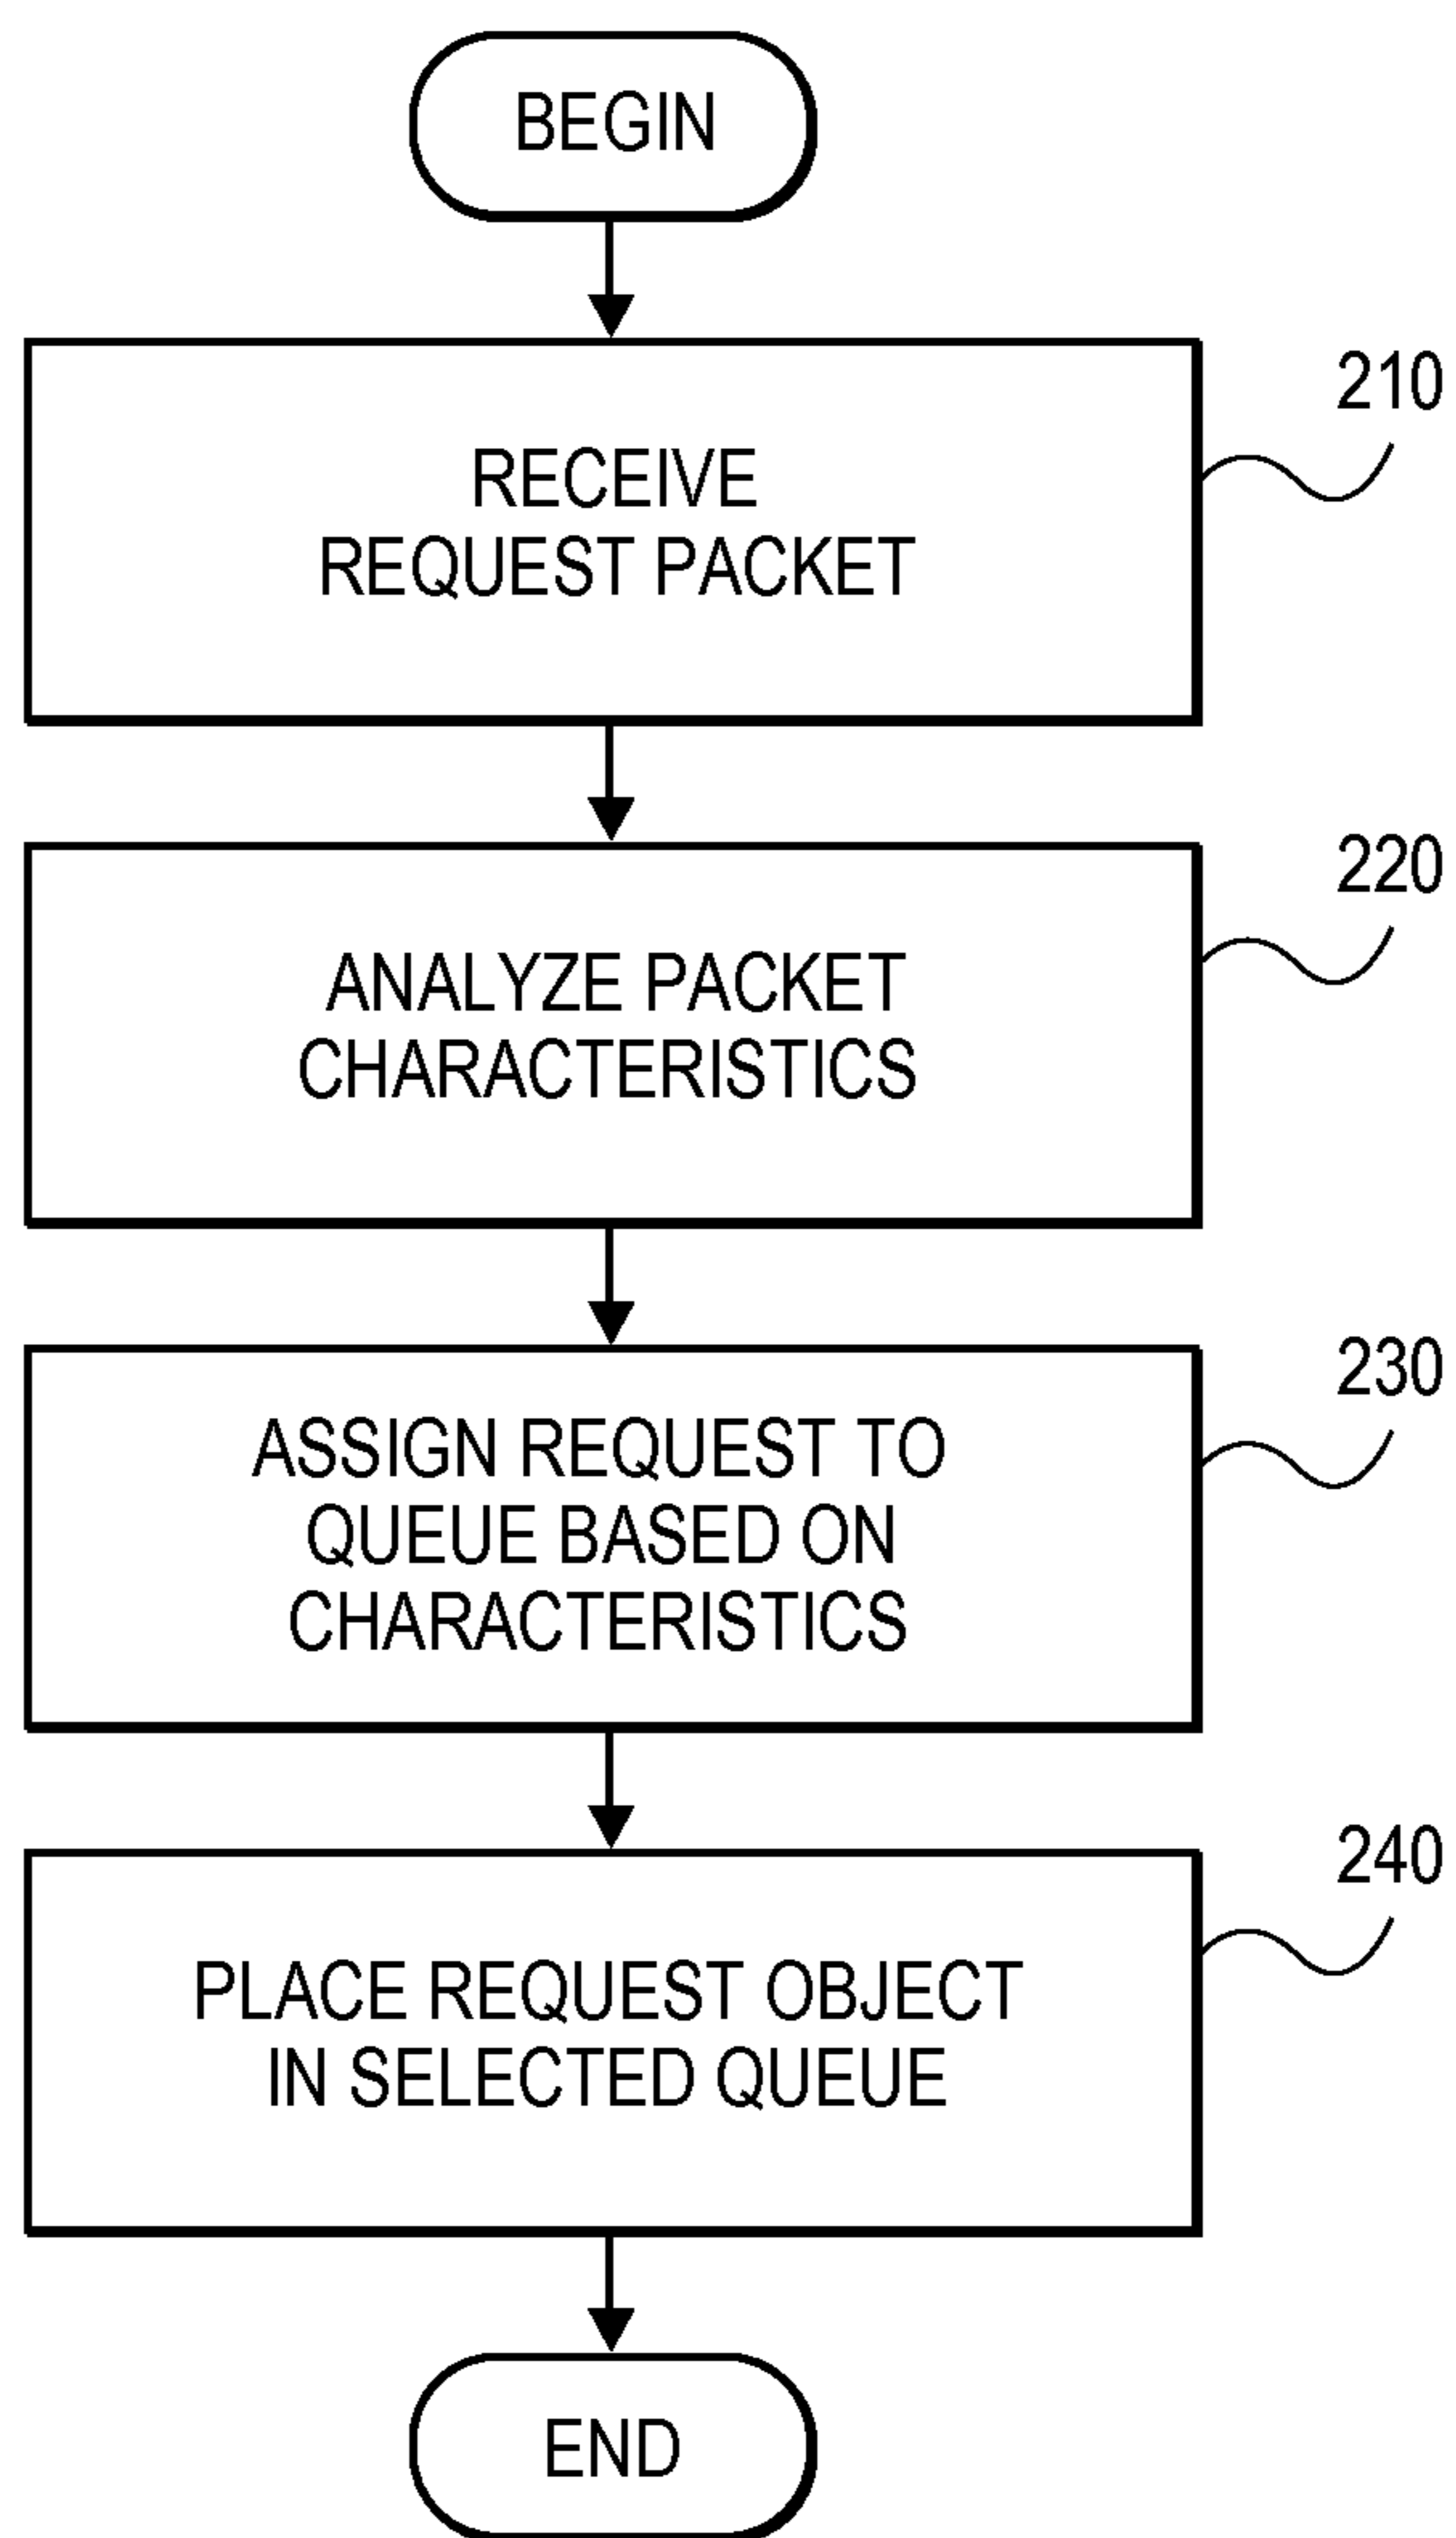 BEGIN
210
RECEIVE
REQUEST PACKET
220
ANALYZE PACKET
CHARACTERISTICS
230
ASSIGN REQUEST TO
QUEUE BASED ON
CHARACTERISTICS
240
PLACE REQUEST OBJECT
IN SELECTED QUEUE
END